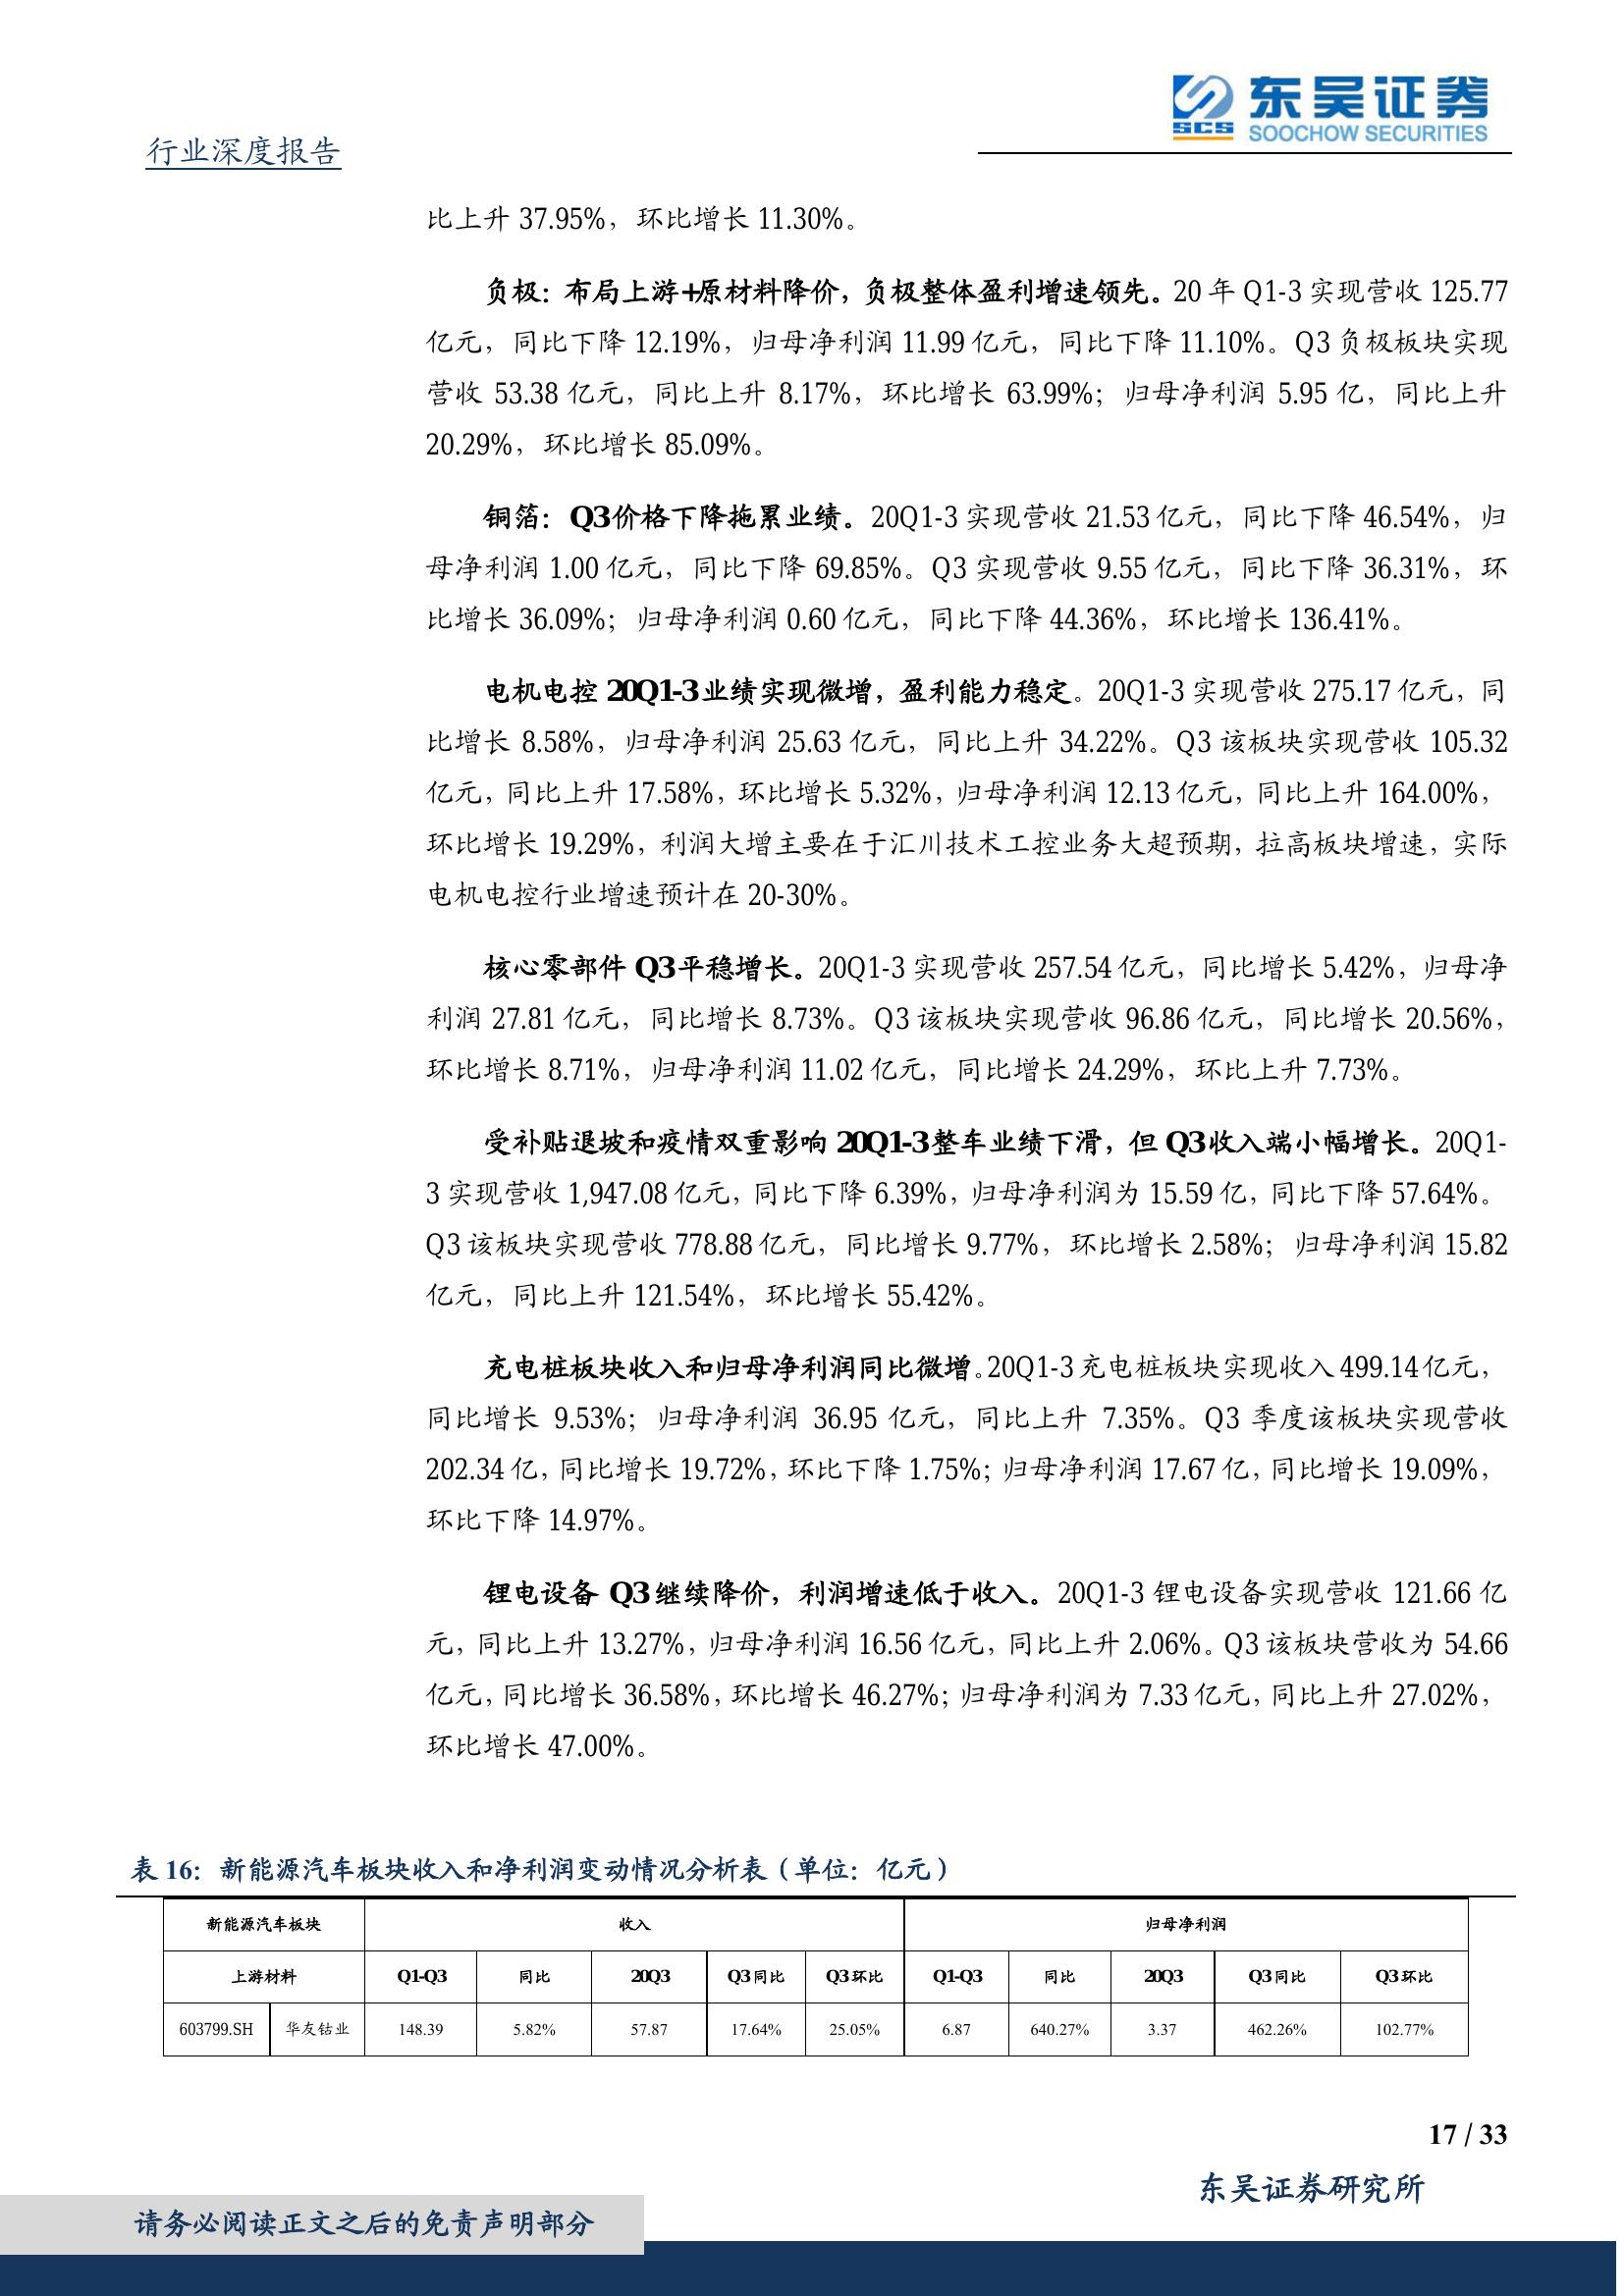 东吴证券
SCS
SOOCHOW SECURITIES
行业深度报告
比上升 37.95%，环比增长 11.30%。
负极：布局上游+原材料降价，负极整体盈利增速领先。20 年 Q1-3 实现营收 125.77
亿元，同比下降 12.19%，归母净利润 11.99 亿元，同比下降 11.10%。Q3 负极板块实现
营收 53.38 亿元，同比上升 8.17%，环比增长 63.99%；归母净利润 5.95 亿，同比上升
20.29%，环比增长 85.09%。
铜箔：Q3 价格下降拖累业绩。20Q1-3 实现营收 21.53 亿元，同比下降 46.54%，归
母净利润 1.00 亿元，同比下降 69.85%。Q3 实现营收 9.55 亿元，同比下降 36.31%，环
比增长 36.09%；归母净利润 0.60 亿元，同比下降 44.36%，环比增长 136.41%。
电机电控 20Q1-3 业绩实现微增，盈利能力稳定。20Q1-3 实现营收 275.17 亿元，同
比增长 8.58%，归母净利润 25.63 亿元，同比上升 34.22%。Q3 该板块实现营收 105.32
亿元，同比上升 17.58%，环比增长 5.32%，归母净利润 12.13 亿元，同比上升 164.00%，
环比增长 19.29%，利润大增主要在于汇川技术工控业务大超预期，拉高板块增速，实际
电机电控行业增速预计在 20-30%。
核心零部件 Q3 平稳增长。20Q1-3 实现营收 257.54 亿元，同比增长 5.42%，归母净
利润 27.81 亿元，同比增长 8.73%。Q3 该板块实现营收 96.86 亿元，同比增长 20.56%，
环比增长 8.71%，归母净利润 11.02 亿元，同比增长 24.29%，环比上升 7.73%。
受补贴退坡和疫情双重影响 20Q1-3 整车业绩下滑，但 Q3 收入端小幅增长。20Q1-
3 实现营收 1,947.08 亿元，同比下降 6.39%，归母净利润为 15.59 亿，同比下降 57.64%。
Q3 该板块实现营收 778.88 亿元，同比增长 9.77%，环比增长 2.58%；归母净利润 15.82
亿元，同比上升 121.54%，环比增长 55.42%。
充电桩板块收入和归母净利润同比微增。20Q1-3 充电桩板块实现收入 499.14 亿元，
同比增长 9.53%；归母净利润 36.95 亿元，同比上升 7.35%。Q3 季度该板块实现营收
202.34 亿，同比增长 19.72%，环比下降 1.75%；归母净利润 17.67 亿，同比增长 19.09%，
环比下降 14.97%。
锂电设备 Q3 继续降价，利润增速低于收入。20Q1-3 锂电设备实现营收 121.66 亿
元，同比上升 13.27%，归母净利润 16.56 亿元，同比上升 2.06%。Q3 该板块营收为 54.66
亿元，同比增长 36.58%，环比增长 46.27%；归母净利润为 7.33 亿元，同比上升 27.02%，
环比增长 47.00%。
表 16：新能源汽车板块收入和净利润变动情况分析表（单位：亿元）
新能源汽车板块 收入 归母净利润
上游材料 Q1-Q3 同比 20Q3 Q3 同比 Q3 环比 Q1-Q3 同比 20Q3 Q3 同比 Q3 环比
603799.SH 华友钴业 148.39 5.82% 57.87 17.64% 25.05% 6.87 640.27% 3.37 462.26% 102.77%
17 / 33
东吴证券研究所
请务必阅读正文之后的免责声明部分